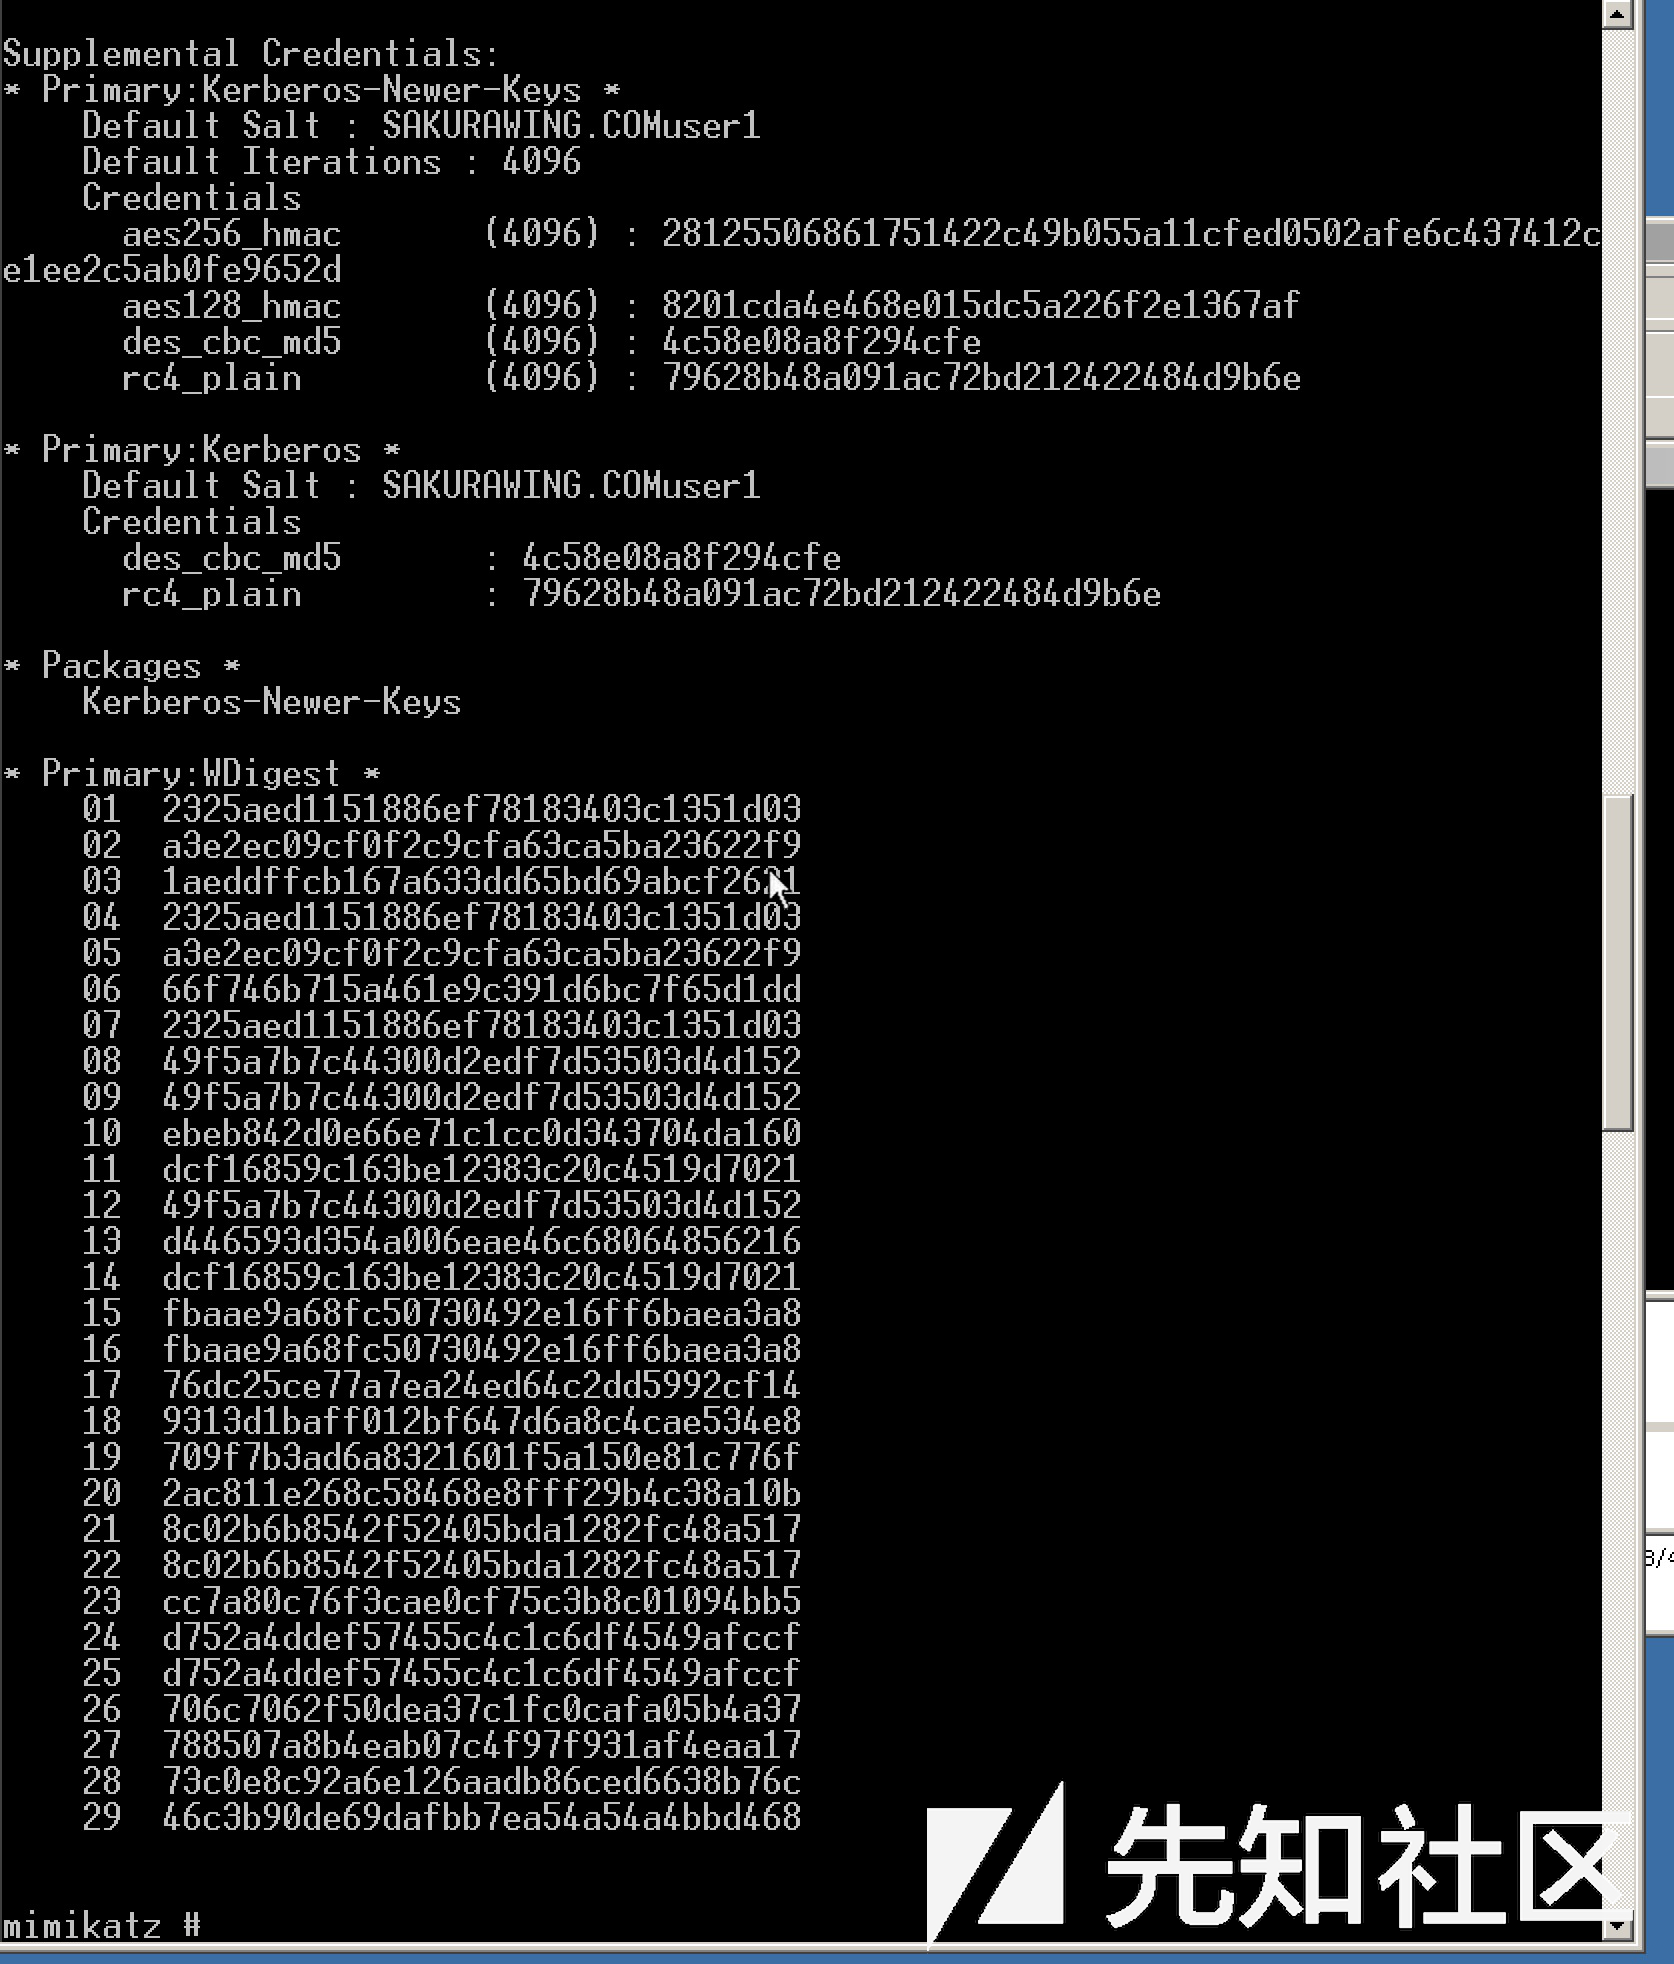 Supplemental Credentials:
* Primary:Kerberos-Newer-Keys *
Default Salt : SAKURAWING.COMuser1
Default Iterations : 4096
Credentials
aes256_hmac (4096) : 28125506861751422c49b055a11cfed0502afe6c437412c
e1ee2c5ab0fe9652d
aes128_hmac (4096) : 8201cda4e468e015dc5a226f2e1367af
des_cbc_md5 (4096) : 4c58e08a8f294cfe
rc4_plain (4096) : 79628b48a091ac72bd212422484d9b6e
* Primary:Kerberos *
Default Salt : SAKURAWING.COMuser1
Credentials
des_cbc_md5 : 4c58e08a8f294cfe
rc4_plain : 79628b48a091ac72bd212422484d9b6e
* Packages *
Kerberos-Newer-Keys
* Primary:WDigest *
01 2325aed1151886ef78183403c1351d03
02 a3e2ec09cf0f2c9cfa63ca5ba23622f9
03
04 2325aed1151886ef78183403c1351d03
05 a3e2ec09cf0f2c9cfa63ca5ba23622f9
06 66f746b715a461e9c391d6bc7f65d1dd
07 2325aed1151886ef78183403c1351d03
08 49f5a7b7c44300d2edf7d53503d4d152
09 49f5a7b7c44300d2edf7d53503d4d152
10 ebeb842d0e66e71c1cc0d343704da160
11 dcf16859c163be12383c20c4519d7021
12 49f5a7b7c44300d2edf7d53503d4d152
13 d446593d354a006eae46c68064856216
14 dcf16859c163be12383c20c4519d7021
15 fbaae9a68fc50730492e16ff6baea3a8
16 fbaae9a68fc50730492e16ff6baea3a8
17 76dc25ce77a7ea24ed64c2dd5992cf14
18 9313d1baff012bf647d6a8c4cae534e8
19 709f7b3ad6a8321601f5a150e81c776f
20 2ac811e268c58468e8fff29b4c38a10b
21 8c02b6b8542f52405bda1282fc48a517
22 8c02b6b8542f52405bda1282fc48a517
23 cc7a80c76f3cae0cf75c3b8c01094bb5
24 d752a4ddef57455c4c1c6df4549afccf
25 d752a4ddef57455c4c1c6df4549afccf
26 706c7062f50dea37c1fc0cafa05b4a37
27 788507a8b4eab07c4f97f931af4eaa17
28 73c0e8c92a6e126aadb86ced6638b76c
29 46c3b90de69dafbb7ea54a54a4bbd468
先知社区
mimikatz #